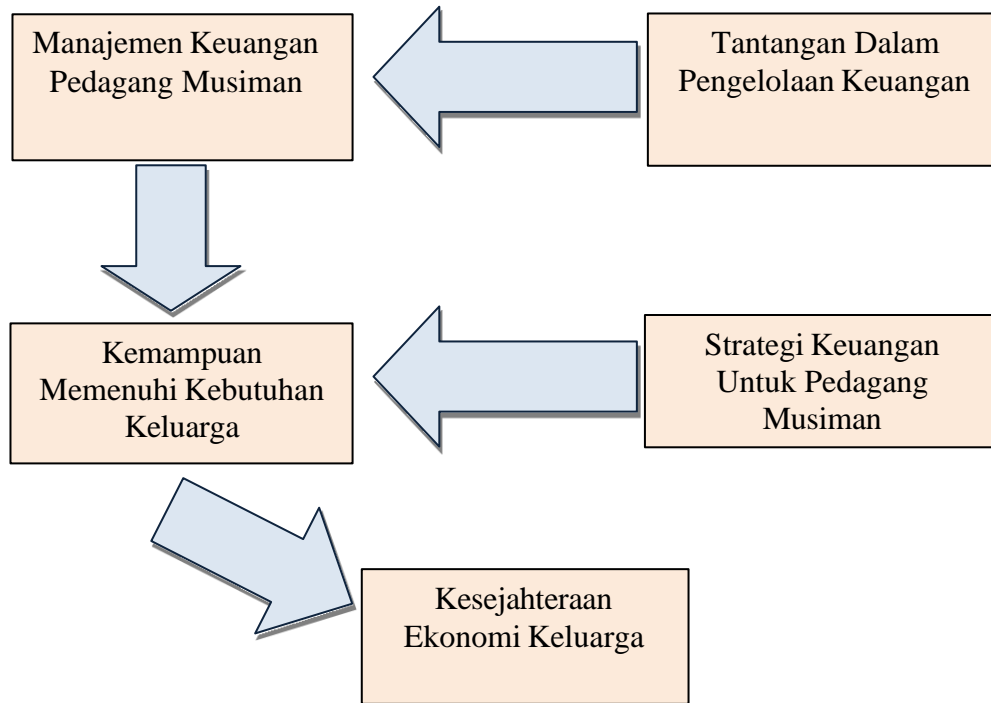 Manajemen Keuangan
Pedagang Musiman
Tantangan Dalam
Pengelolaan Keuangan
Kemampuan
Memenuhi Kebutuhan
Keluarga
Strategi Keuangan
Untuk Pedagang
Musiman
Kesejahteraan
Ekonomi Keluarga